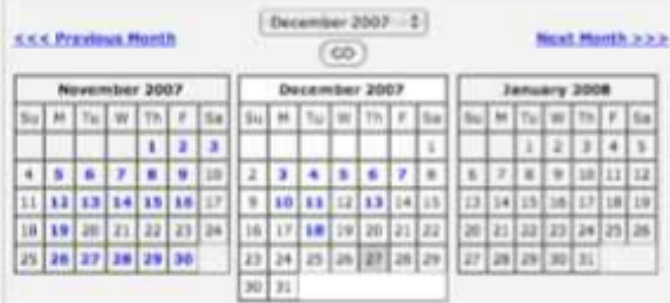 December 2007
<<< Previous Month
GO
Next Month >>>
November 2007
Su M Tu W Th F Sa
1 2 3
4 5 6 7 8 9 10
11 12 13 14 15 16 17
18 19 20 21 22 23 24
25 26 27 28 29 30
December 2007
Su M Tu W Th F Sa
1
2 3 4 5 6 7 8
9 10 11 12 13 14 15
16 17 18 19 20 21 22
23 24 25 26 27 28 29
30 31
January 2008
Su M Tu W Th F Sa
1 2 3 4 5
6 7 8 9 10 11 12
13 14 15 16 17 18 19
20 21 22 23 24 25 26
27 28 29 30 31